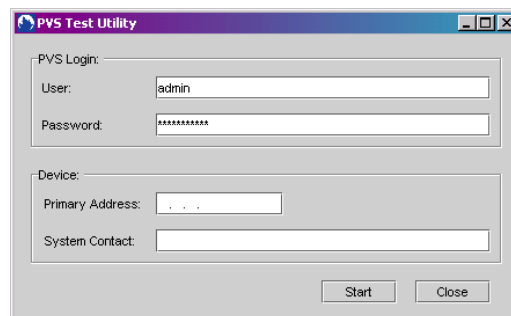 PVS Test Utility
PVS Login:
User: admin
Password: ***********
Device:
Primary Address: . . .
System Contact:
Start Close